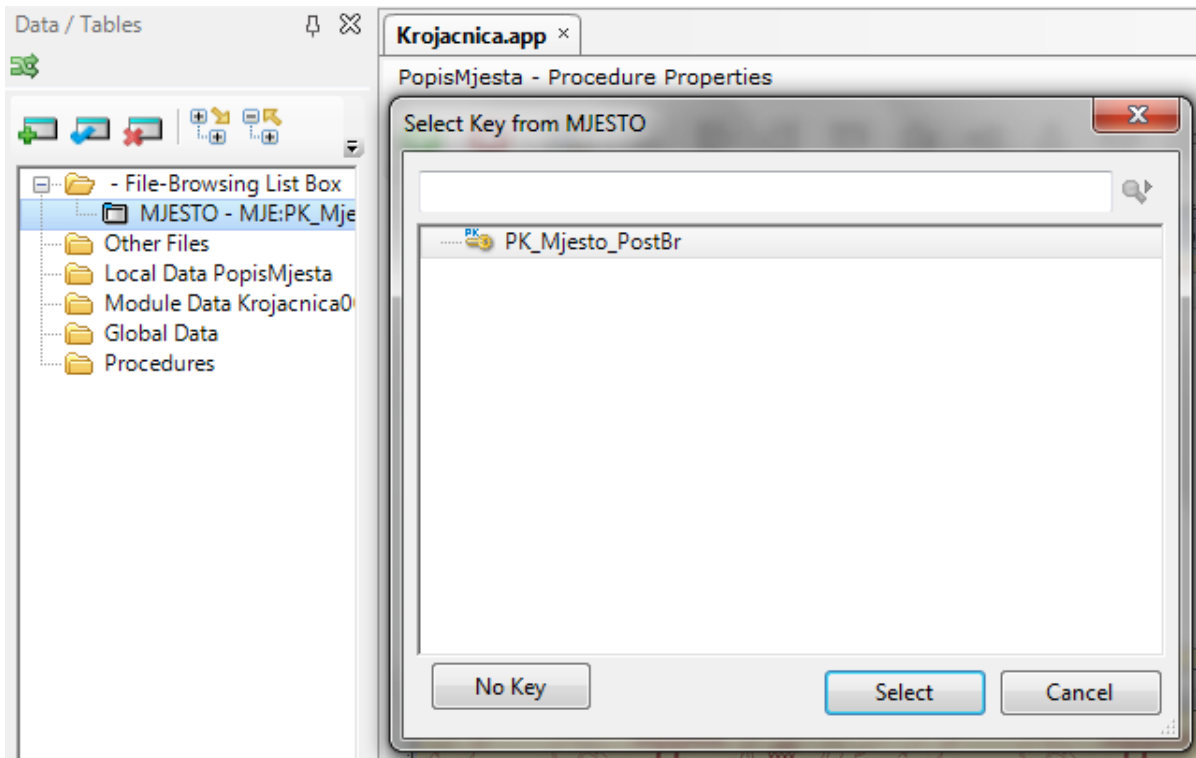 Data / Tables
- File-Browsing List Box
MJESTO - MJE:PK_Mje
Other Files
Local Data PopisMjesta
Module Data Krojacnica0
Global Data
Procedures
Krojacnica.app
PopisMjesta - Procedure Properties
Select Key from MJESTO
PK_Mjesto_PostBr
No Key
Select
Cancel